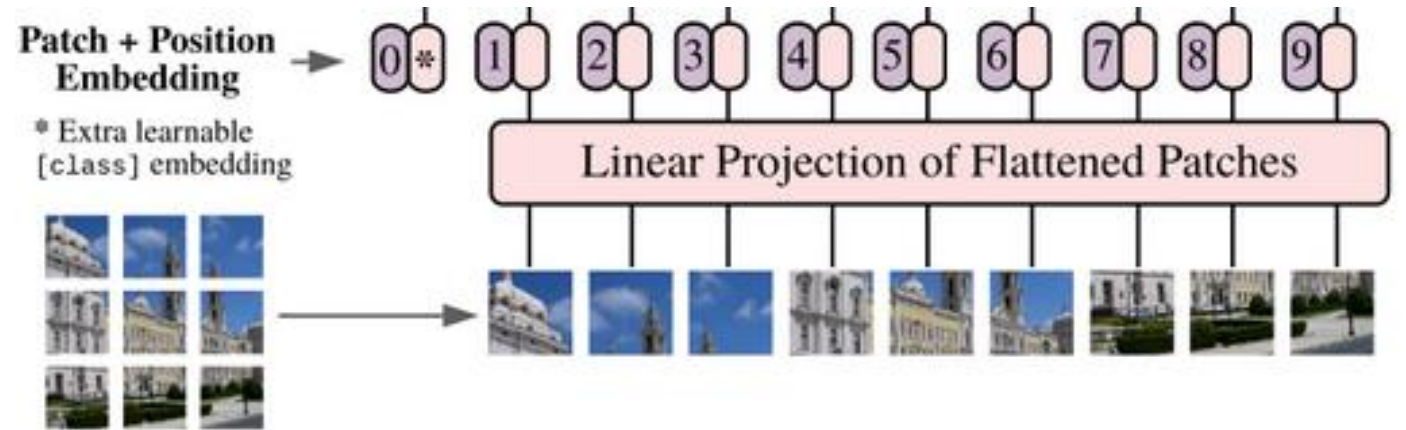 Patch + Position
Embedding
0 * 1 2 3 4 5 6 7 8 9
* Extra learnable
[class] embedding
Linear Projection of Flattened Patches